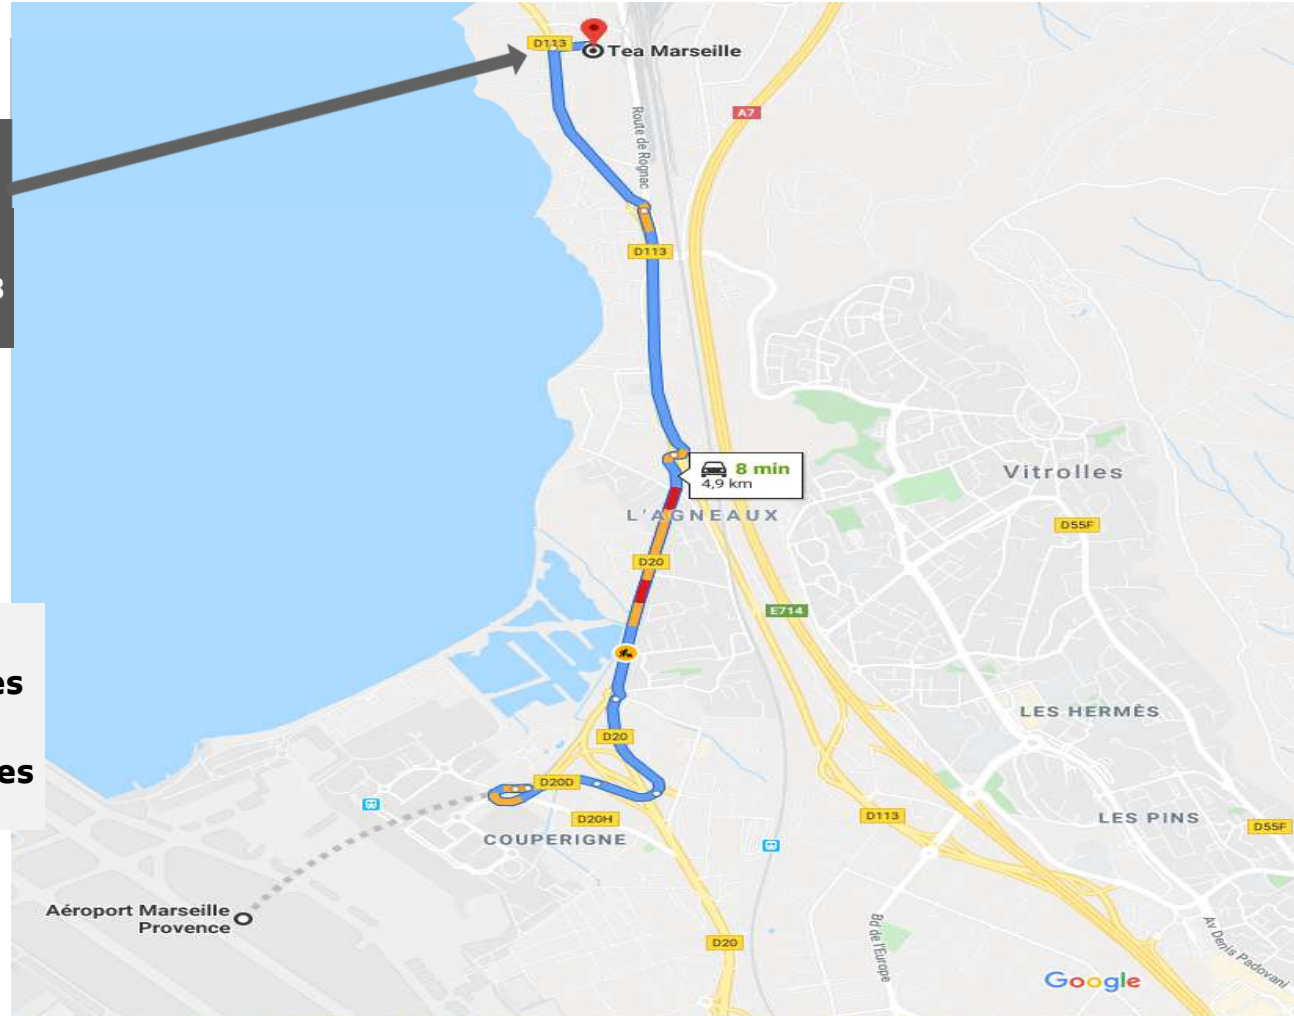 D113
Tea Marseille
A7
Route de Rognac
D113
8 min
4,9 km
Vitrolles
L'AGNEAUX
D55F
D20
E714
LES HERMÈS
D20
D20D
D20H
D113
LES PINS
D55F
COUPERIGNE
Aéroport Marseille
Provence
D20
Bd de l'Europe
Av Denis Padovani
Google
es
es